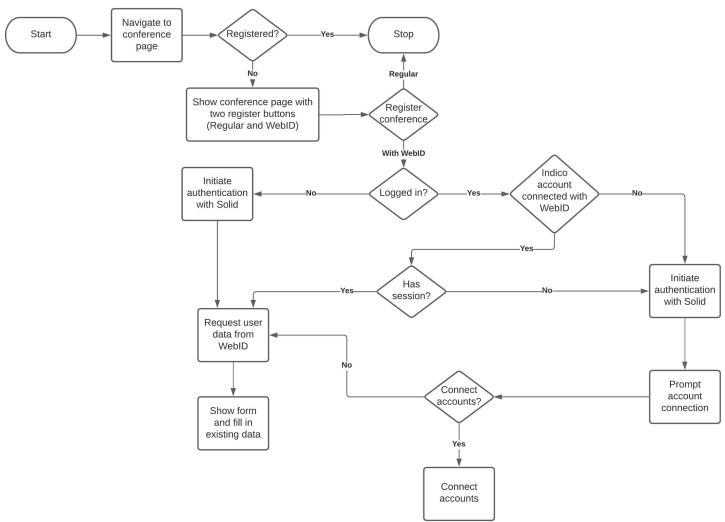 Start
Navigate to
conference
page
Registered?
Yes
Stop
No
Regular
Show conference page with
two register buttons
(Regular and WebID)
Register
conference
With WebID
Initiate
authentication
with Solid
No
Logged in?
Yes
Indico
account
connected with
WebID
No
Yes
Has
session?
Yes
No
Initiate
authentication
with Solid
Request user
data from
WebID
No
Show form
and fill in
existing data
Connect
accounts?
Prompt
account
connection
Yes
Connect
accounts